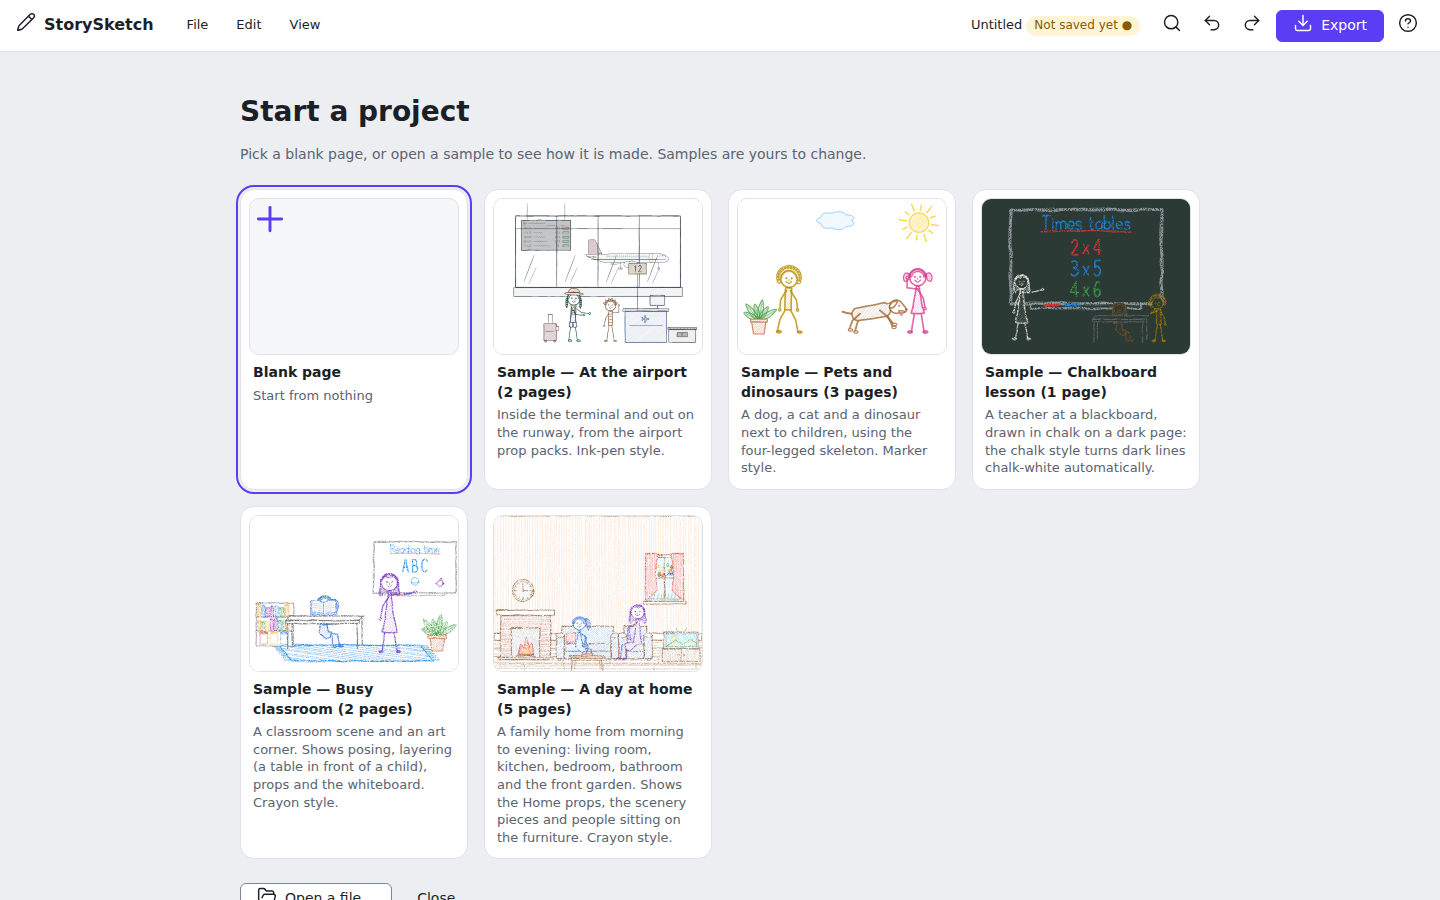 StorySketch
File
Edit
View
Untitled
Not saved yet
Export
Start a project
Pick a blank page, or open a sample to see how it is made. Samples are yours to change.
12
Times tables
2 x 4
3 x 5
4 x 6
Blank page
Start from nothing
Sample — At the airport
(2 pages)
Inside the terminal and out on
the runway, from the airport
prop packs. Ink-pen style.
Sample — Pets and
dinosaurs (3 pages)
A dog, a cat and a dinosaur
next to children, using the
four-legged skeleton. Marker
style.
Sample — Chalkboard
lesson (1 page)
A teacher at a blackboard,
drawn in chalk on a dark page:
the chalk style turns dark lines
chalk-white automatically.
Reading time
ABC
Sample — Busy
classroom (2 pages)
A classroom scene and an art
corner. Shows posing, layering
(a table in front of a child),
props and the whiteboard.
Crayon style.
Sample — A day at home
(5 pages)
A family home from morning
to evening: living room,
kitchen, bedroom, bathroom
and the front garden. Shows
the Home props, the scenery
pieces and people sitting on
the furniture. Crayon style.
Open a file
Close